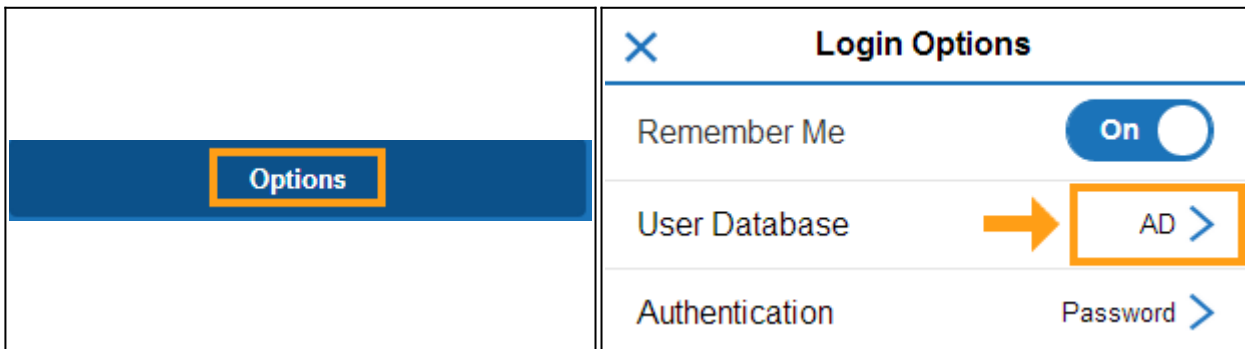 Options
Login Options
Remember Me On
User Database AD
Authentication Password